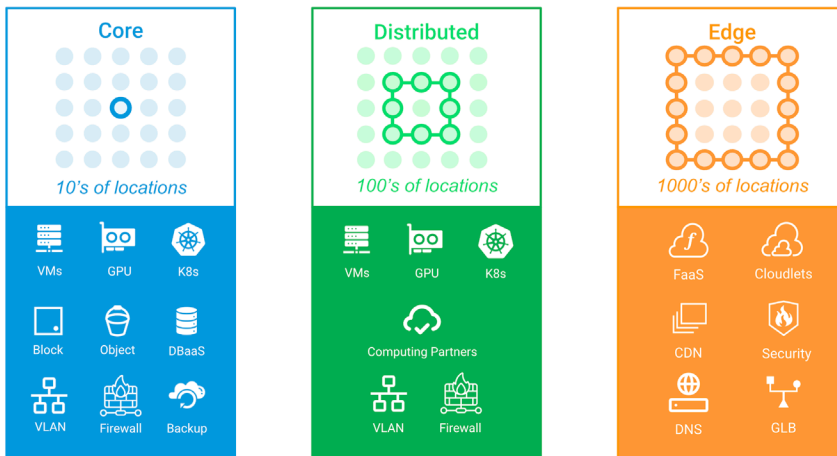 Core
10's of locations
VMs GPU K8s
Block Object DBaaS
VLAN Firewall Backup
Distributed
100's of locations
VMs GPU K8s
Computing Partners
VLAN Firewall
Edge
1000's of locations
f
FaaS Cloudlets
CDN Security
DNS GLB